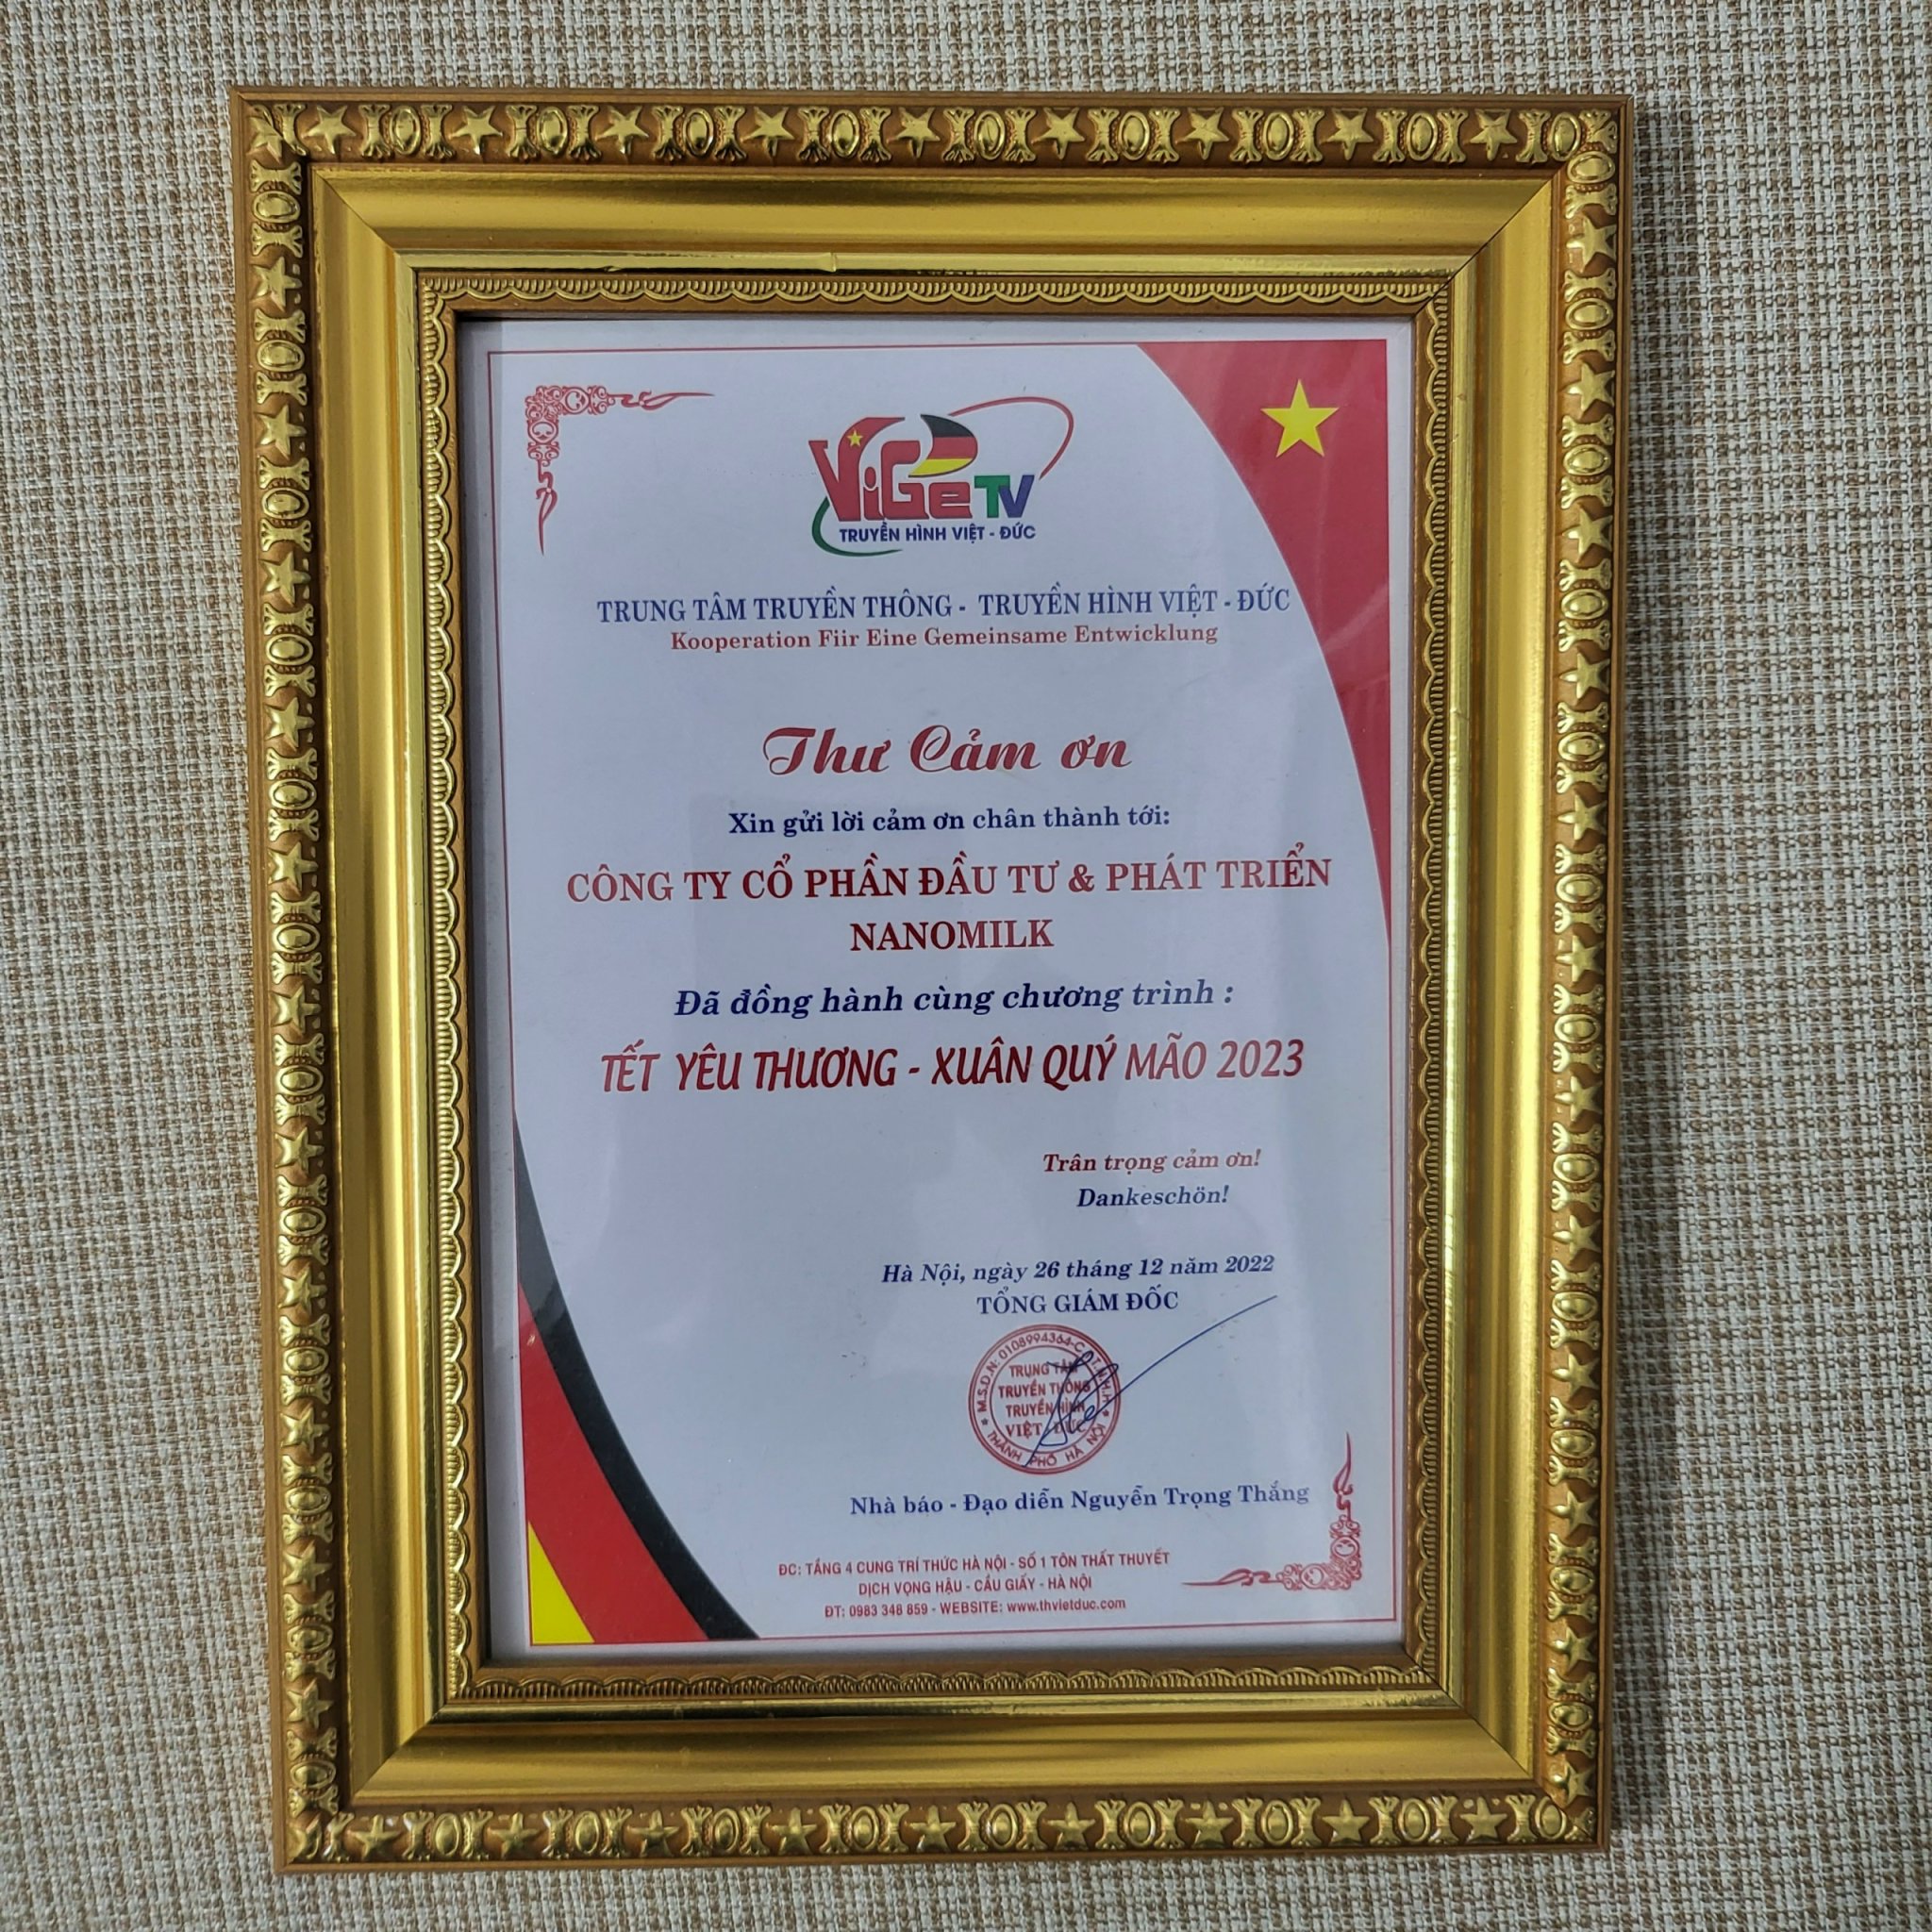 ViGe TV
TRUYỀN HÌNH VIỆT - ĐỨC
TRUNG TÂM TRUYỀN THÔNG - TRUYỀN HÌNH VIỆT - ĐỨC
Kooperation Fiir Eine Gemeinsame Entwicklung
Thư Cảm ơn
Xin gửi lời cảm ơn chân thành tới:
CÔNG TY CỔ PHẦN ĐẦU TƯ & PHÁT TRIỂN
NANOMILK
Đã đồng hành cùng chương trình :
TẾT YÊU THƯƠNG - XUÂN QUÝ MÃO 2023
Trân trọng cảm ơn!
Dankeschön!
Hà Nội, ngày 26 tháng 12 năm 2022
TỔNG GIÁM ĐỐC
M.S.D.N: 0108994364-C.T.T.N.H.H
TRUNG TÂM
TRUYỀN THÔNG
TRUYỀN HÌNH
VIỆT - ĐỨC
THÀNH PHỐ HÀ NỘI
Nhà báo - Đạo diễn Nguyễn Trọng Thắng
ĐC: TẦNG 4 CUNG TRÍ THỨC HÀ NỘI - SỐ 1 TÔN THẤT THUYẾT
DỊCH VỌNG HẬU - CẦU GIẤY - HÀ NỘI
ĐT: 0983 348 859 - WEBSITE: www.thvietduc.com